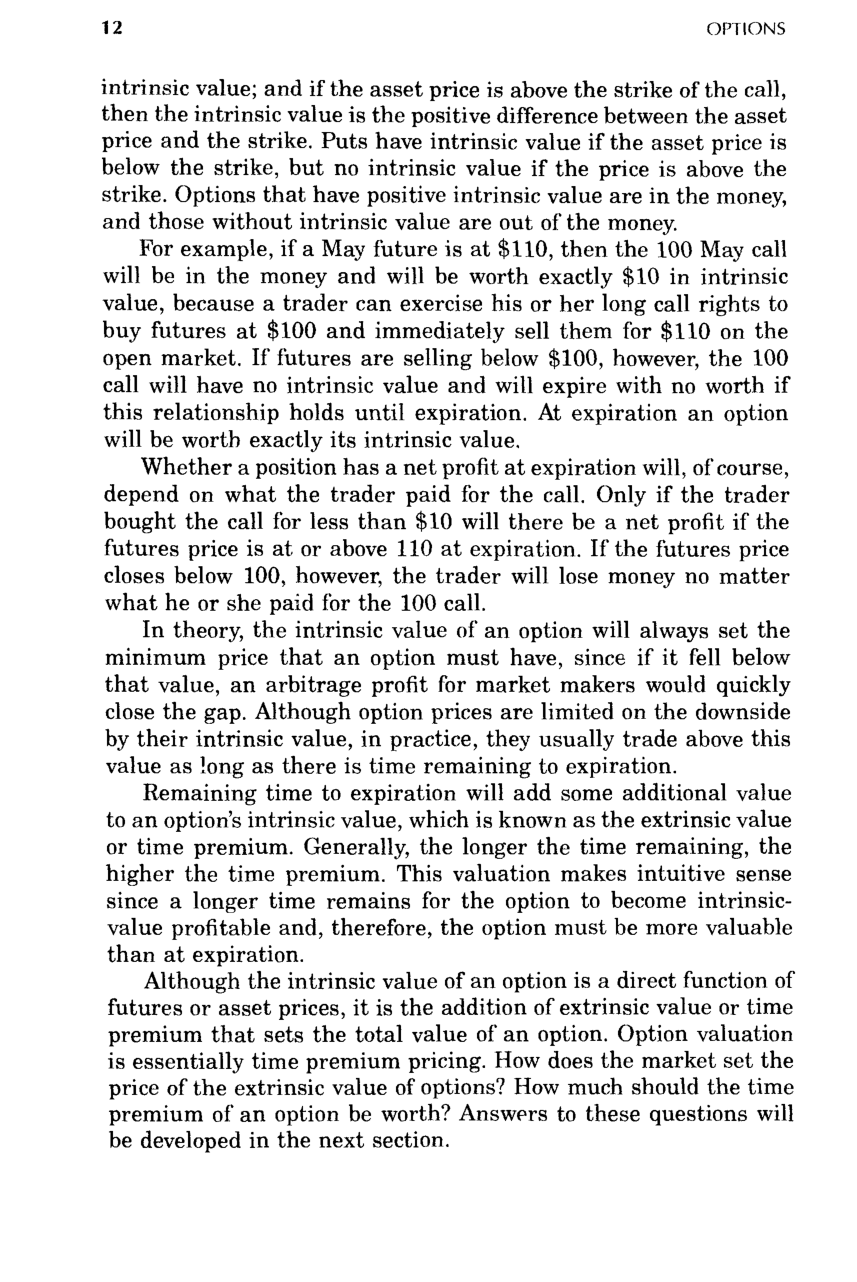 12 OPTIONS
intrinsic value; and if the asset price is above the strike of the call,
then the intrinsic value is the positive difference between the asset
price and the strike. Puts have intrinsic value if the asset price is
below the strike, but no intrinsic value if the price is above the
strike. Options that have positive intrinsic value are in the money,
and those without intrinsic value are out of the money.
For example, if a May future is at $110, then the 100 May call
will be in the money and will be worth exactly $10 in intrinsic
value, because a trader can exercise his or her long call rights to
buy futures at $100 and immediately sell them for $110 on the
open market. If futures are selling below $100, however, the 100
call will have no intrinsic value and will expire with no worth if
this relationship holds until expiration. At expiration an option
will be worth exactly its intrinsic value.
Whether a position has a net profit at expiration will, of course,
depend on what the trader paid for the call. Only if the trader
bought the call for less than $10 will there be a net profit if the
futures price is at or above 110 at expiration. If the futures price
closes below 100, however, the trader will lose money no matter
what he or she paid for the 100 call.
In theory, the intrinsic value of an option will always set the
minimum price that an option must have, since if it fell below
that value, an arbitrage profit for market makers would quickly
close the gap. Although option prices are limited on the downside
by their intrinsic value, in practice, they usually trade above this
value as long as there is time remaining to expiration.
Remaining time to expiration will add some additional value
to an option's intrinsic value, which is known as the extrinsic value
or time premium. Generally, the longer the time remaining, the
higher the time premium. This valuation makes intuitive sense
since a longer time remains for the option to become intrinsic-
value profitable and, therefore, the option must be more valuable
than at expiration.
Although the intrinsic value of an option is a direct function of
futures or asset prices, it is the addition of extrinsic value or time
premium that sets the total value of an option. Option valuation
is essentially time premium pricing. How does the market set the
price of the extrinsic value of options? How much should the time
premium of an option be worth? Answers to these questions will
be developed in the next section.